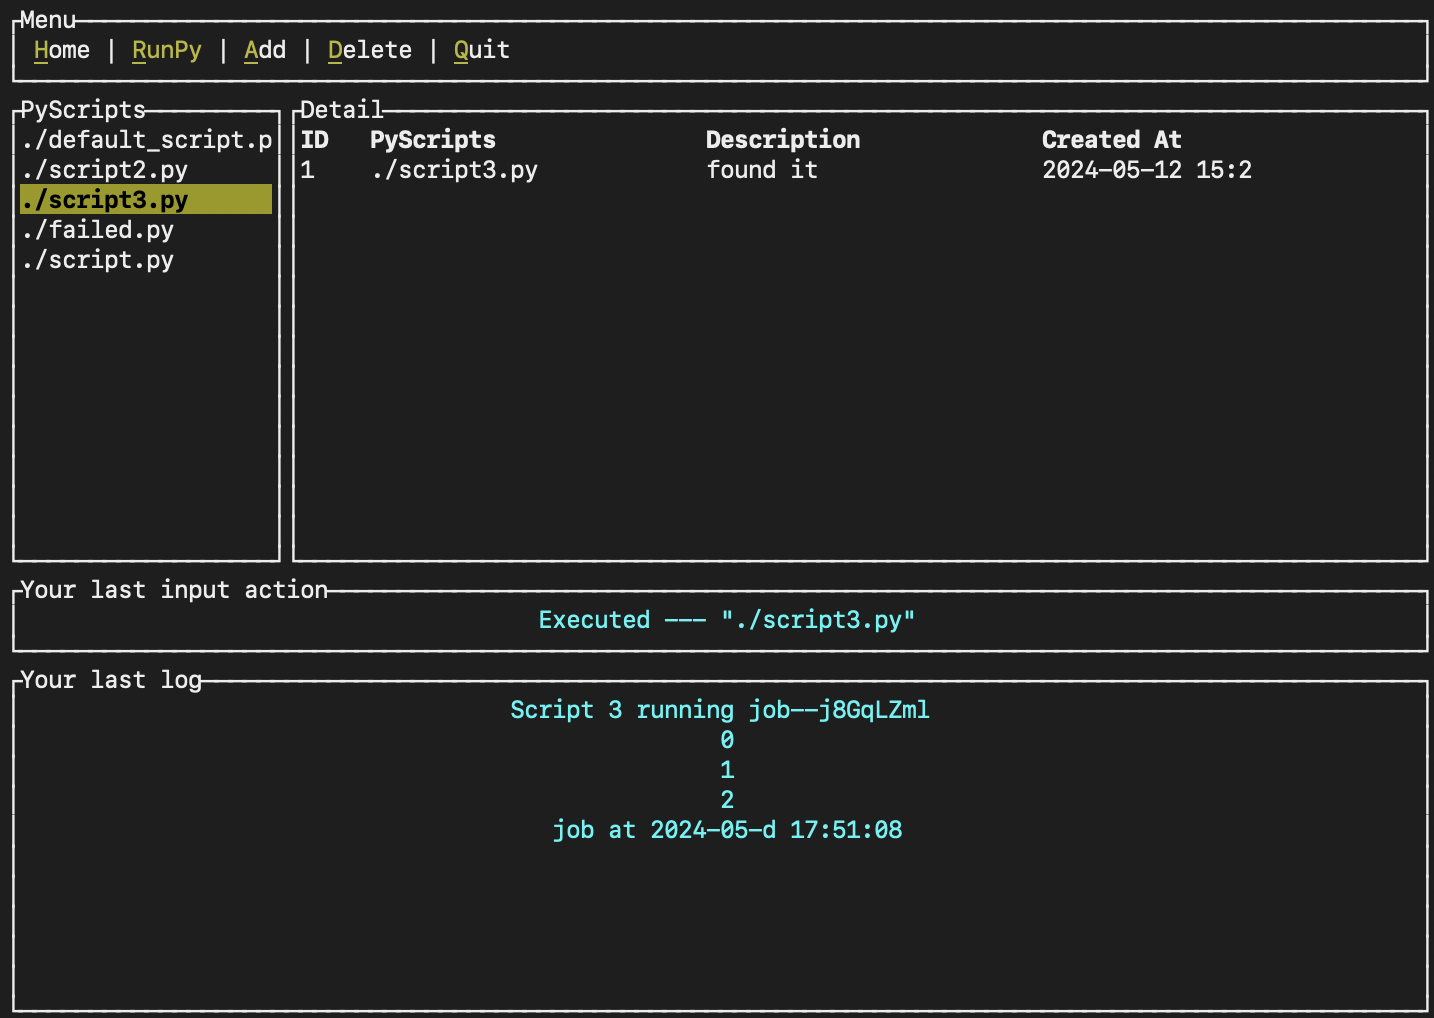 Menu
Home | RunPy | Add | Delete | Quit
PyScripts
./default_script.p
./script2.py
./script3.py
./failed.py
./script.py
Detail
ID PyScripts Description Created At
1 ./script3.py found it 2024-05-12 15:2
Your last input action
Executed --- "./script3.py"
Your last log
Script 3 running job--j8GqLZml
0
1
2
job at 2024-05-d 17:51:08